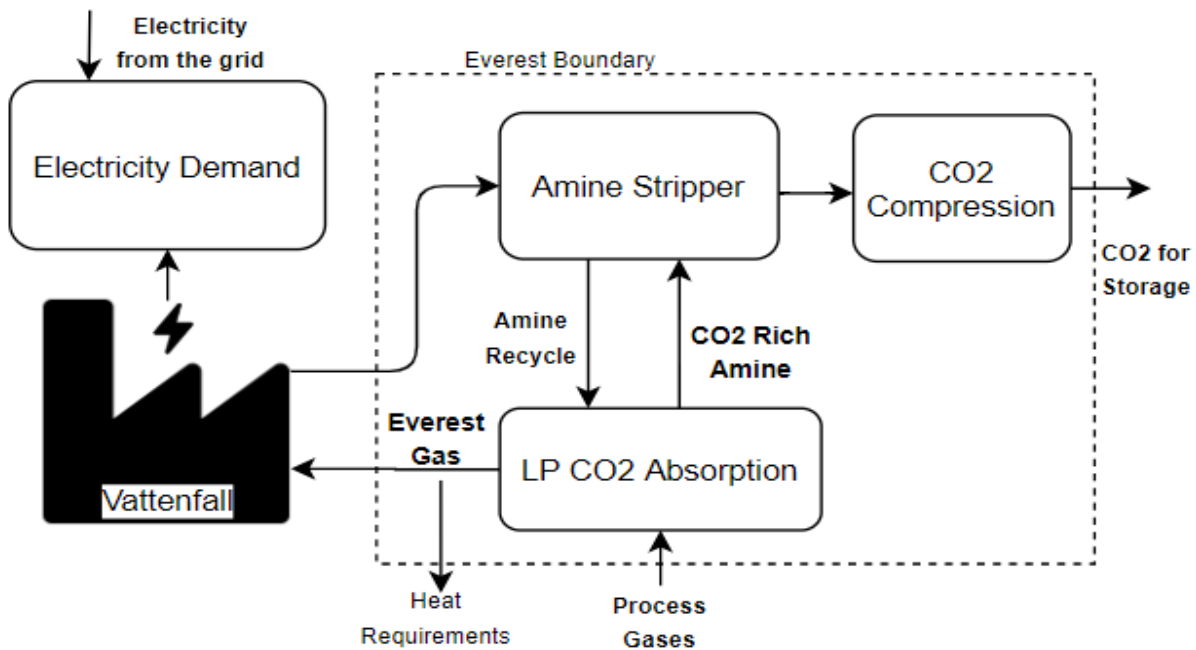 Electricity
from the grid
Everest Boundary
Electricity Demand
Amine Stripper
CO2
Compression
CO2 for
Storage
Amine
Recycle
CO2 Rich
Amine
Everest
Gas
LP CO2 Absorption
Vattenfall
Heat
Requirements
Process
Gases